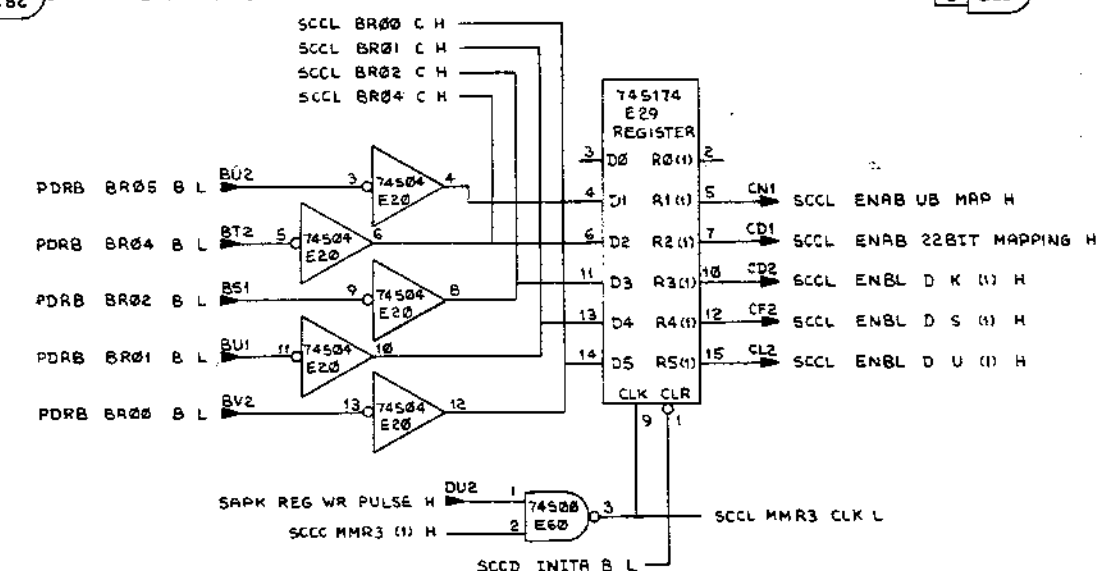 SCCL BRØØ C H
SCCL BRØ1 C H
SCCL BRØ2 C H
SCCL BRØ4 C H
74S174
E29
REGISTER
3 DØ RØ(1) 2
PDRB BRØ5 B L BU2 3 74SØ4 E2Ø 4
4 D1 R1(1) 5 CN1 SCCL ENAB UB MAP H
PDRB BRØ4 B L BT2 5 74SØ4 E2Ø 6
6 D2 R2(1) 7 CD1 SCCL ENAB 22BIT MAPPING H
PDRB BRØ2 B L BS1 9 74SØ4 E2Ø 8
11 D3 R3(1) 1Ø CD2 SCCL ENBL D K (1) H
13 D4 R4(1) 12 CF2 SCCL ENBL D S (1) H
PDRB BRØ1 B L BU1 11 74SØ4 E2Ø 1Ø
14 D5 R5(1) 15 CL2 SCCL ENBL D U (1) H
CLK CLR
9 1
PDRB BRØØ B L BV2 13 74SØ4 E2Ø 12
SAPK REG WR PULSE H DU2 1
74SØØ
E6Ø
3 SCCL MMR3 CLK L
SCCC MMR3 (1) H 2
SCCD INITA B L